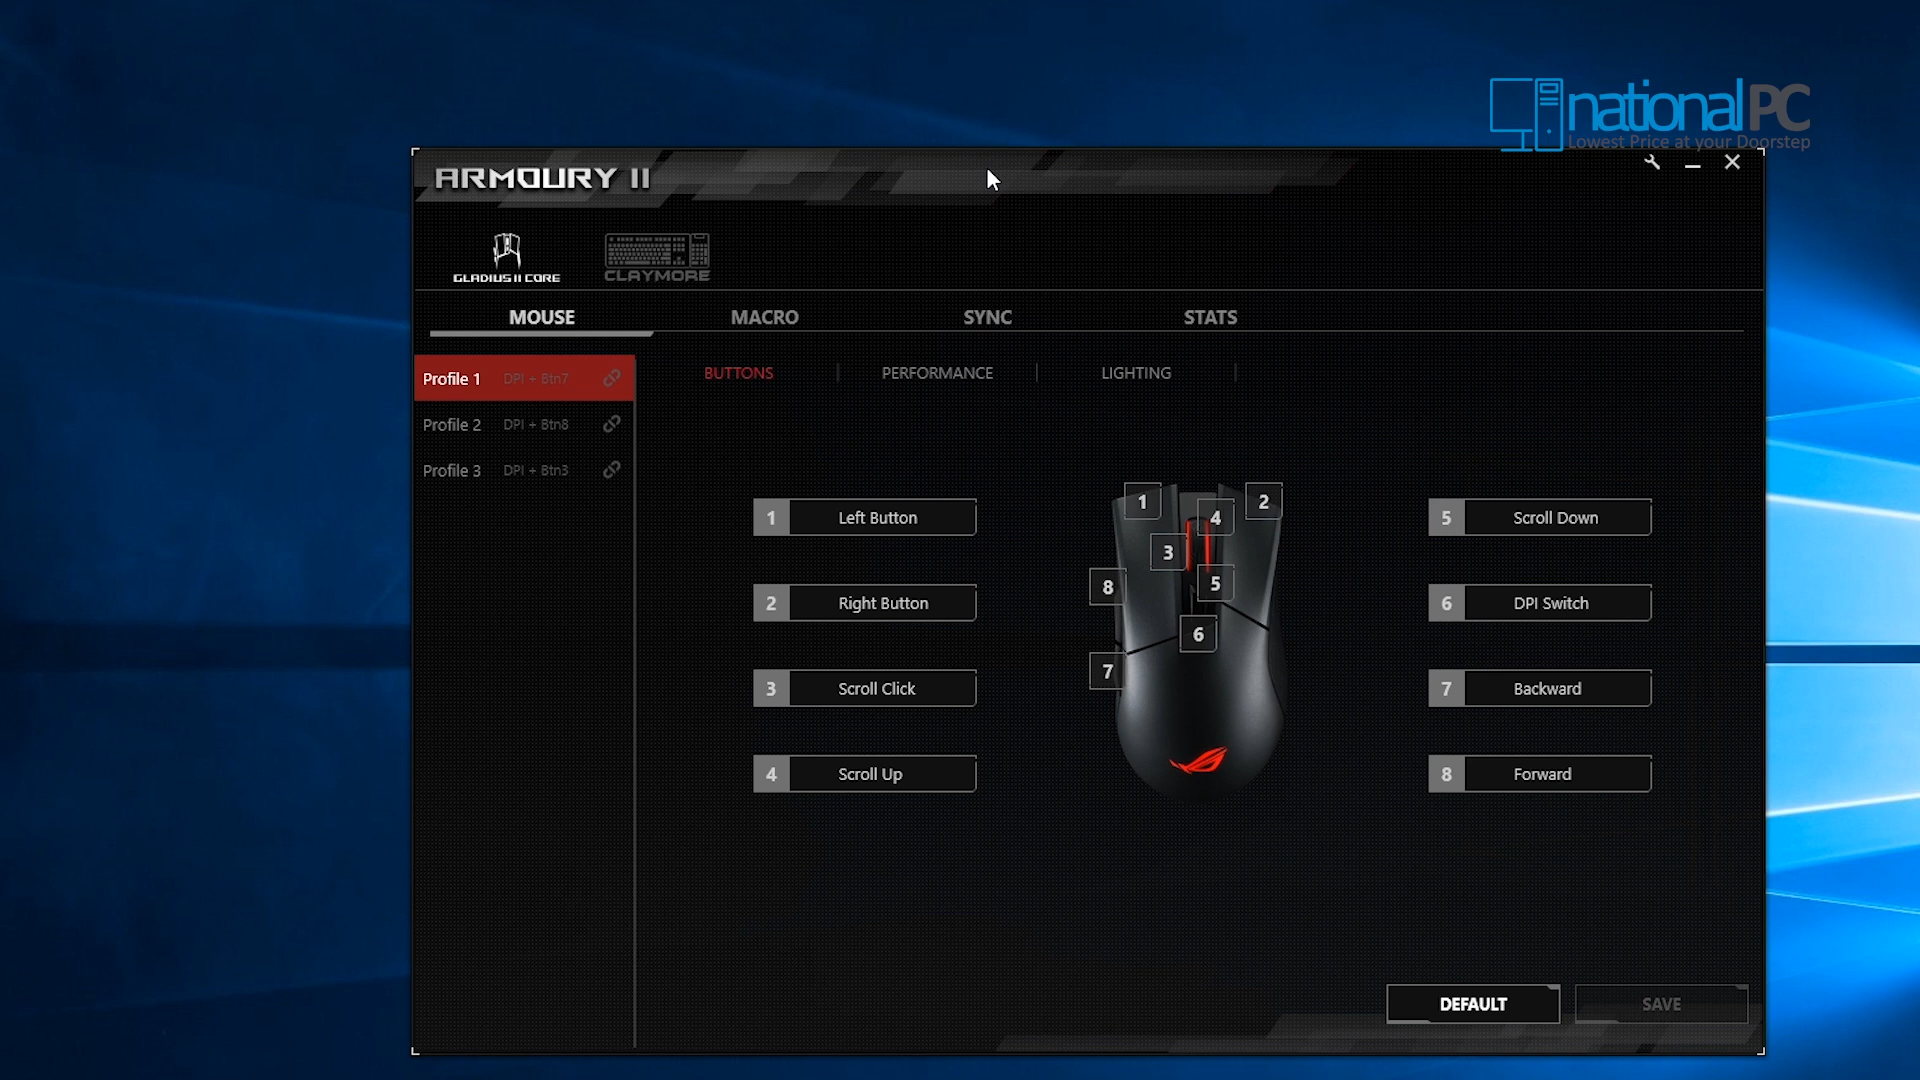 nationalPC
Lowest Price at your Doorstep
ARMOURY II
GLADIUS II CORE
CLAYMORE
MOUSE MACRO SYNC STATS
Profile 1 DPI + Btn7
Profile 2 DPI + Btn8
Profile 3 DPI + Btn3
BUTTONS PERFORMANCE LIGHTING
1 Left Button
2 Right Button
3 Scroll Click
4 Scroll Up
1
2
4
3
8
5
6
7
5 Scroll Down
6 DPI Switch
7 Backward
8 Forward
DEFAULT SAVE